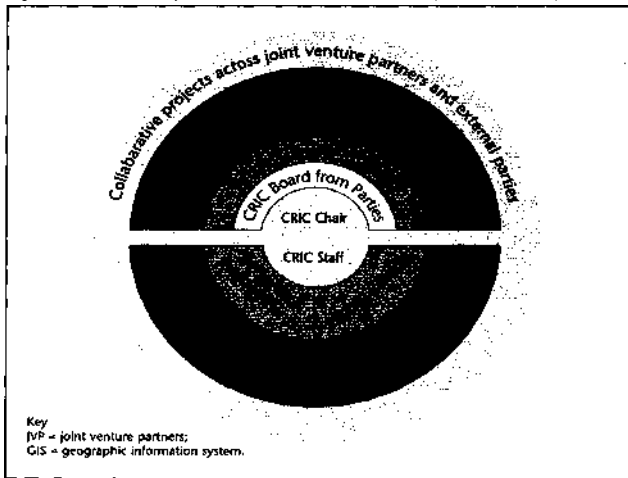 Collabarative projects across joint venture partners and external parties
CRIC Board from Parties
CRIC Chair
CRIC Staff
Key
JVP = joint venture partners;
GIS = geographic information system.